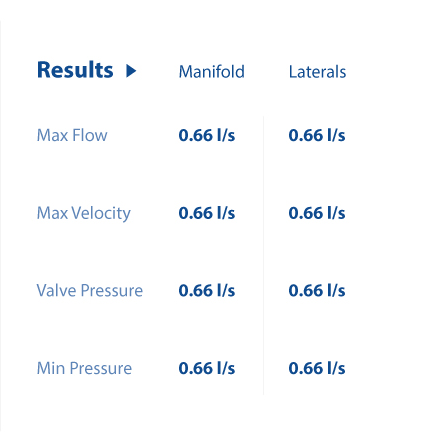 Results Manifold Laterals
Max Flow 0.66 l/s 0.66 l/s
Max Velocity 0.66 l/s 0.66 l/s
Valve Pressure 0.66 l/s 0.66 l/s
Min Pressure 0.66 l/s 0.66 l/s